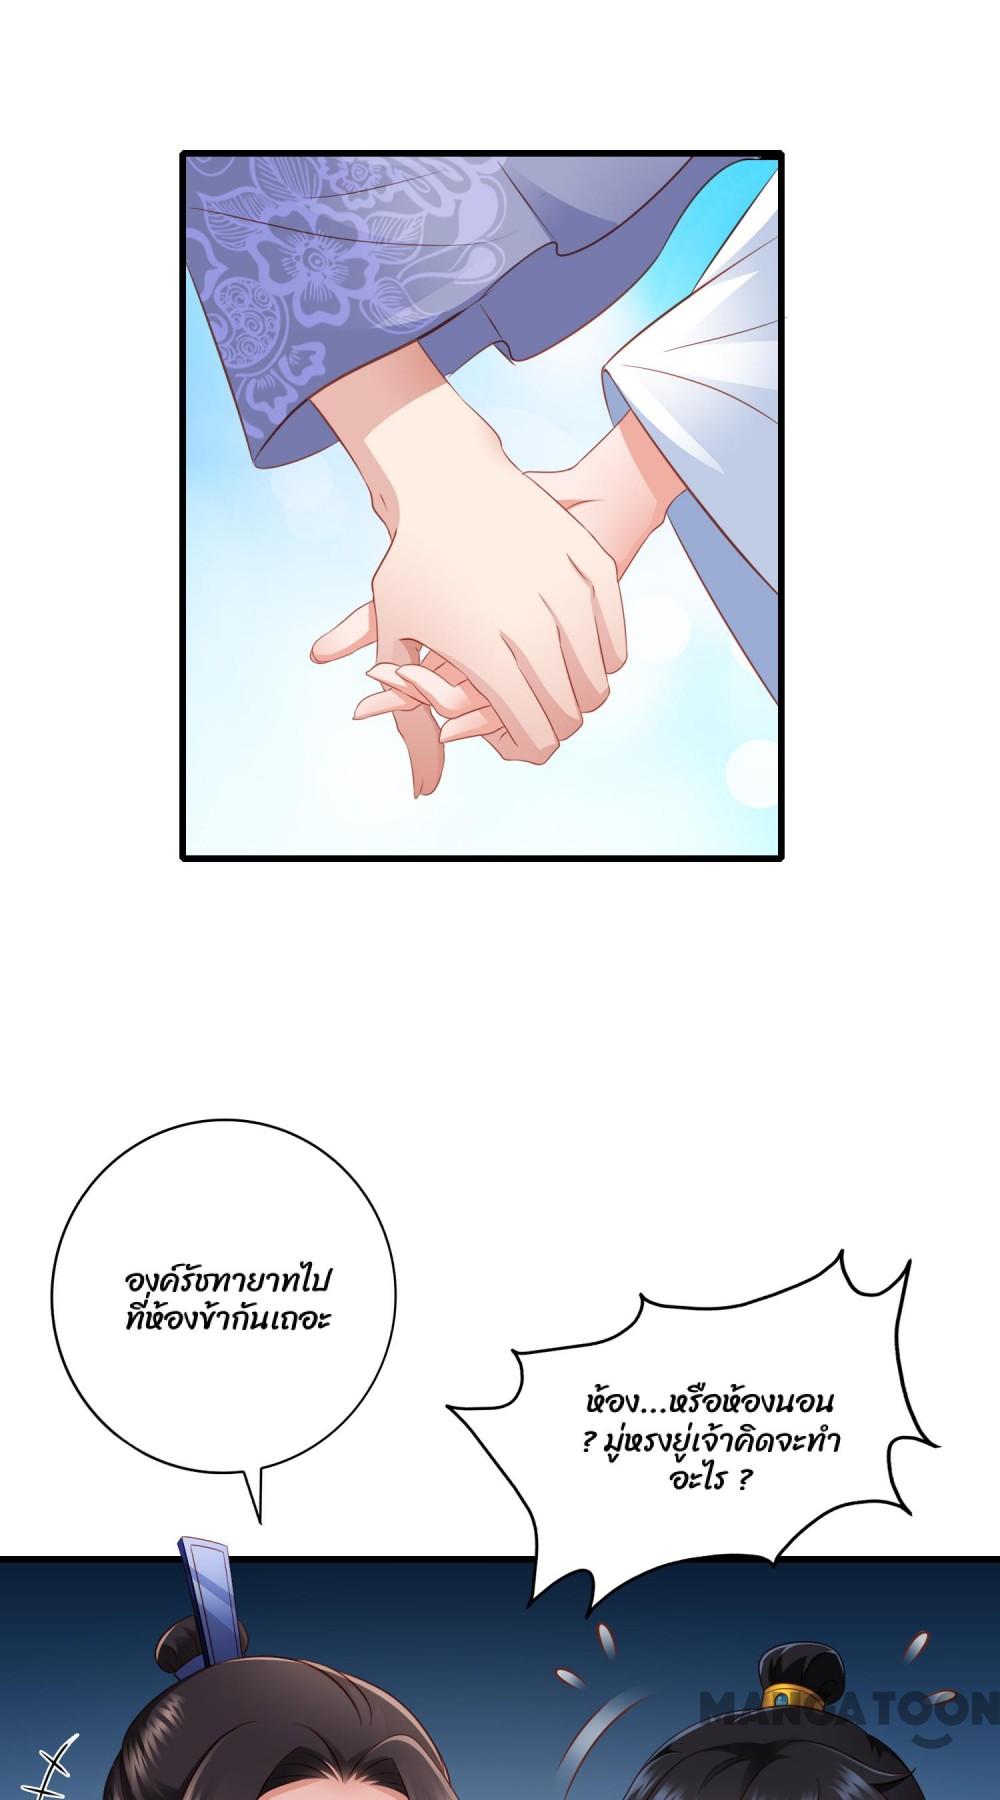 องค์รัชทายาทไป
ที่ห้องข้ากันเถอะ
ห้อง...หรือห้องนอน
? มู่หรงยู่เจ้าคิดจะทำ
อะไร ?
MANGATOON